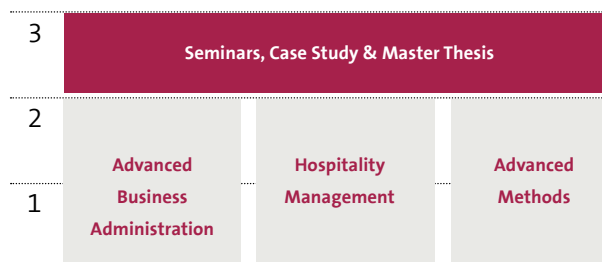 3
Seminars, Case Study & Master Thesis
2
1
Advanced
Business
Administration
Hospitality
Management
Advanced
Methods